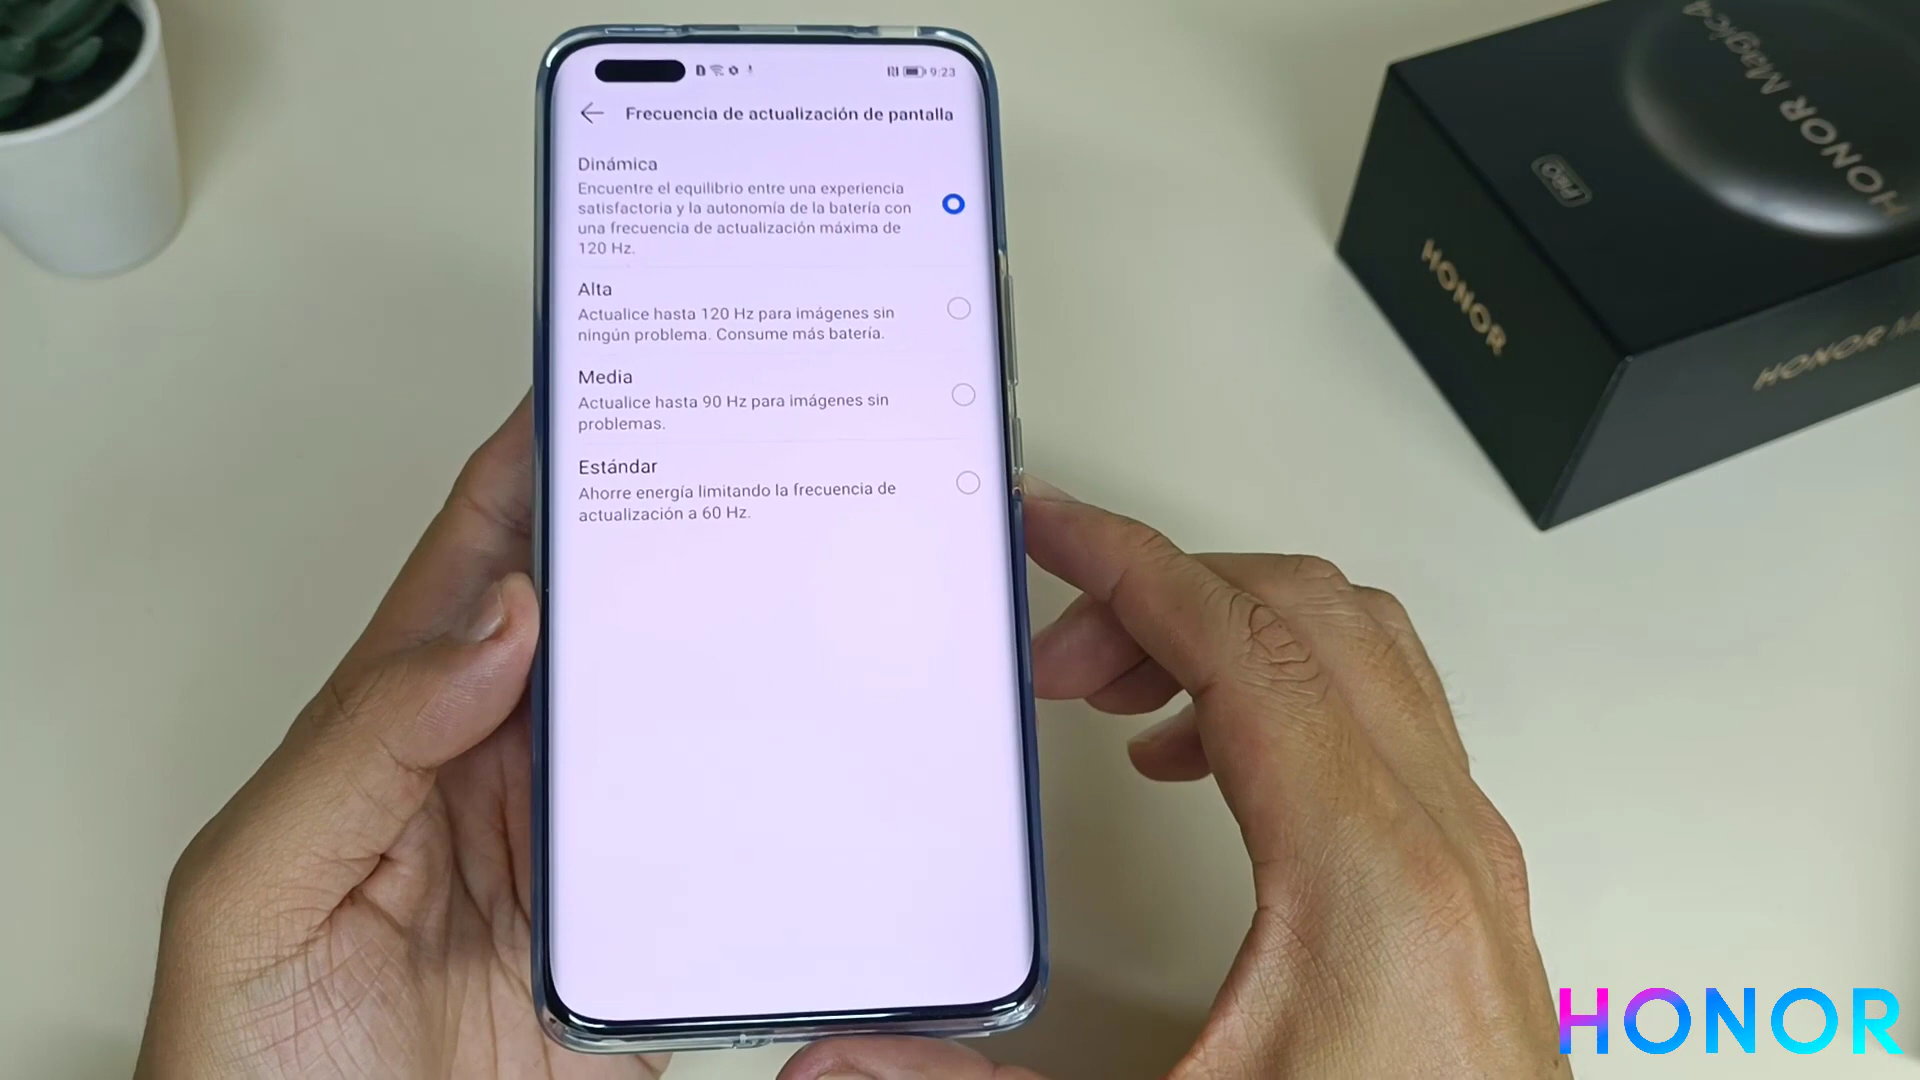 9:23
Frecuencia de actualización de pantalla
Dinámica
Encuentre el equilibrio entre una experiencia
satisfactoria y la autonomía de la batería con
una frecuencia de actualización máxima de
120 Hz.
Alta
Actualice hasta 120 Hz para imágenes sin
ningún problema. Consume más batería.
Media
Actualice hasta 90 Hz para imágenes sin
problemas.
Estándar
Ahorre energía limitando la frecuencia de
actualización a 60 Hz.
HONOR Magic4
PRO
HONOR
HONOR
HONOR